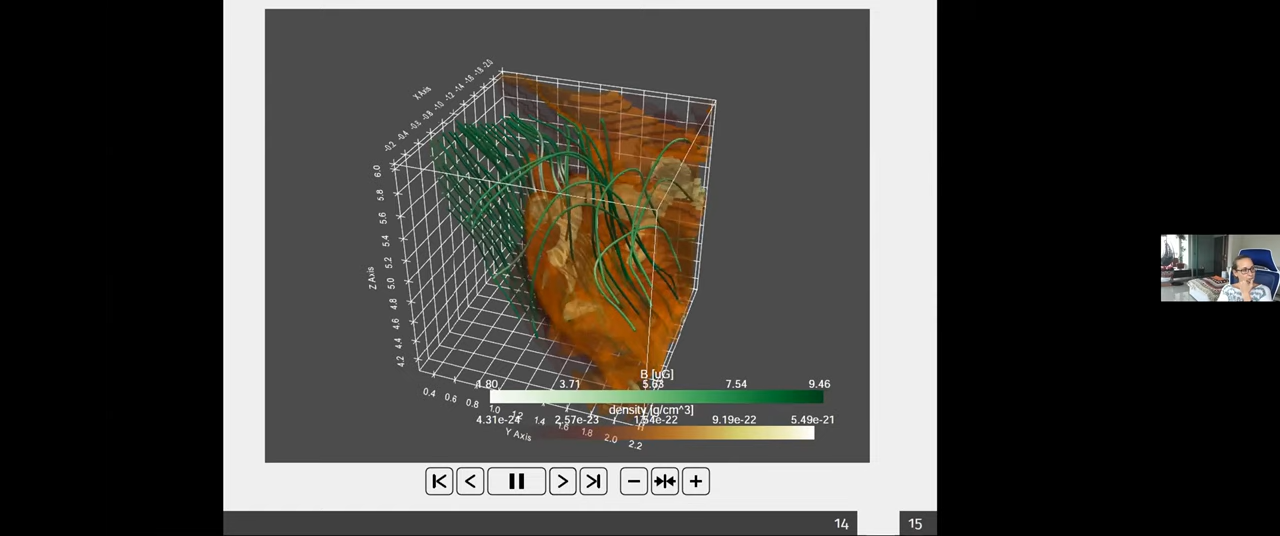 X Axis
-0.2 -0.4 -0.6 -0.8 -1.0 -1.2 -1.4 -1.6 -1.8 -2.0
6.0
5.8
5.6
5.4
5.2
Z Axis
5.0
4.8
4.6
4.4
4.2
B [uG]
1.80 3.71 5.63 7.54 9.46
0.4 0.6 0.8 1.0 1.2 1.4 1.6 1.8 2.0 2.2
density [g/cm^3]
4.31e-24 2.57e-23 1.54e-22 9.19e-22 5.49e-21
Y Axis
14 15